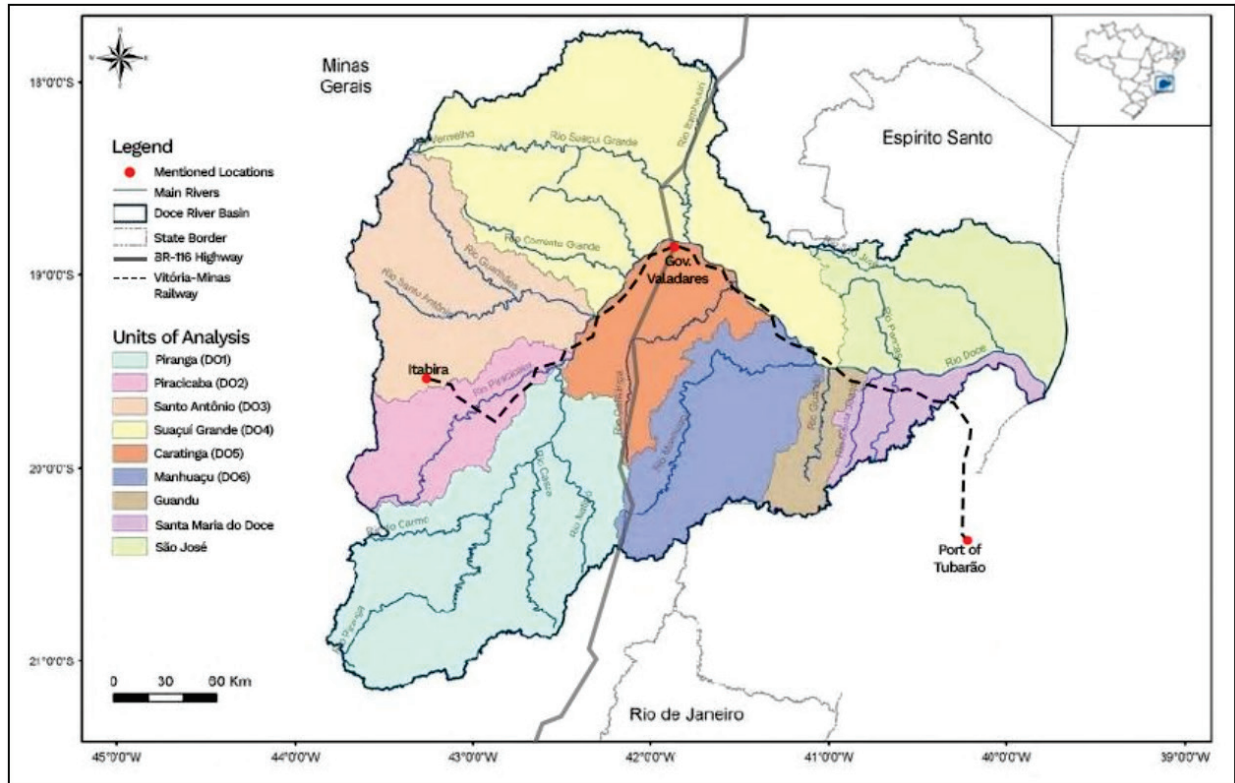 Minas
Gerais
Espírito Santo
Rio de Janeiro
Legend
Mentioned Locations
Main Rivers
Doce River Basin
State Border
BR-116 Highway
Vitória-Minas
Railway
Units of Analysis
Piranga (DO1)
Piracicaba (DO2)
Santo Antônio (DO3)
Suaçuí Grande (DO4)
Caratinga (DO5)
Manhuaçu (DO6)
Guandu
Santa Maria do Doce
São José
0 30 60 Km
Rio Suaçuí Grande
Rio Corrente Grande
Rio Santo Antônio
Rio Piracicaba
Rio Casca
Rio Doce
Itabira
Gov.
Valadares
Port of
Tubarão
18°0'0"S
19°0'0"S
20°0'0"S
21°0'0"S
45°0'0"W
44°0'0"W
43°0'0"W
42°0'0"W
41°0'0"W
40°0'0"W
39°0'0"W